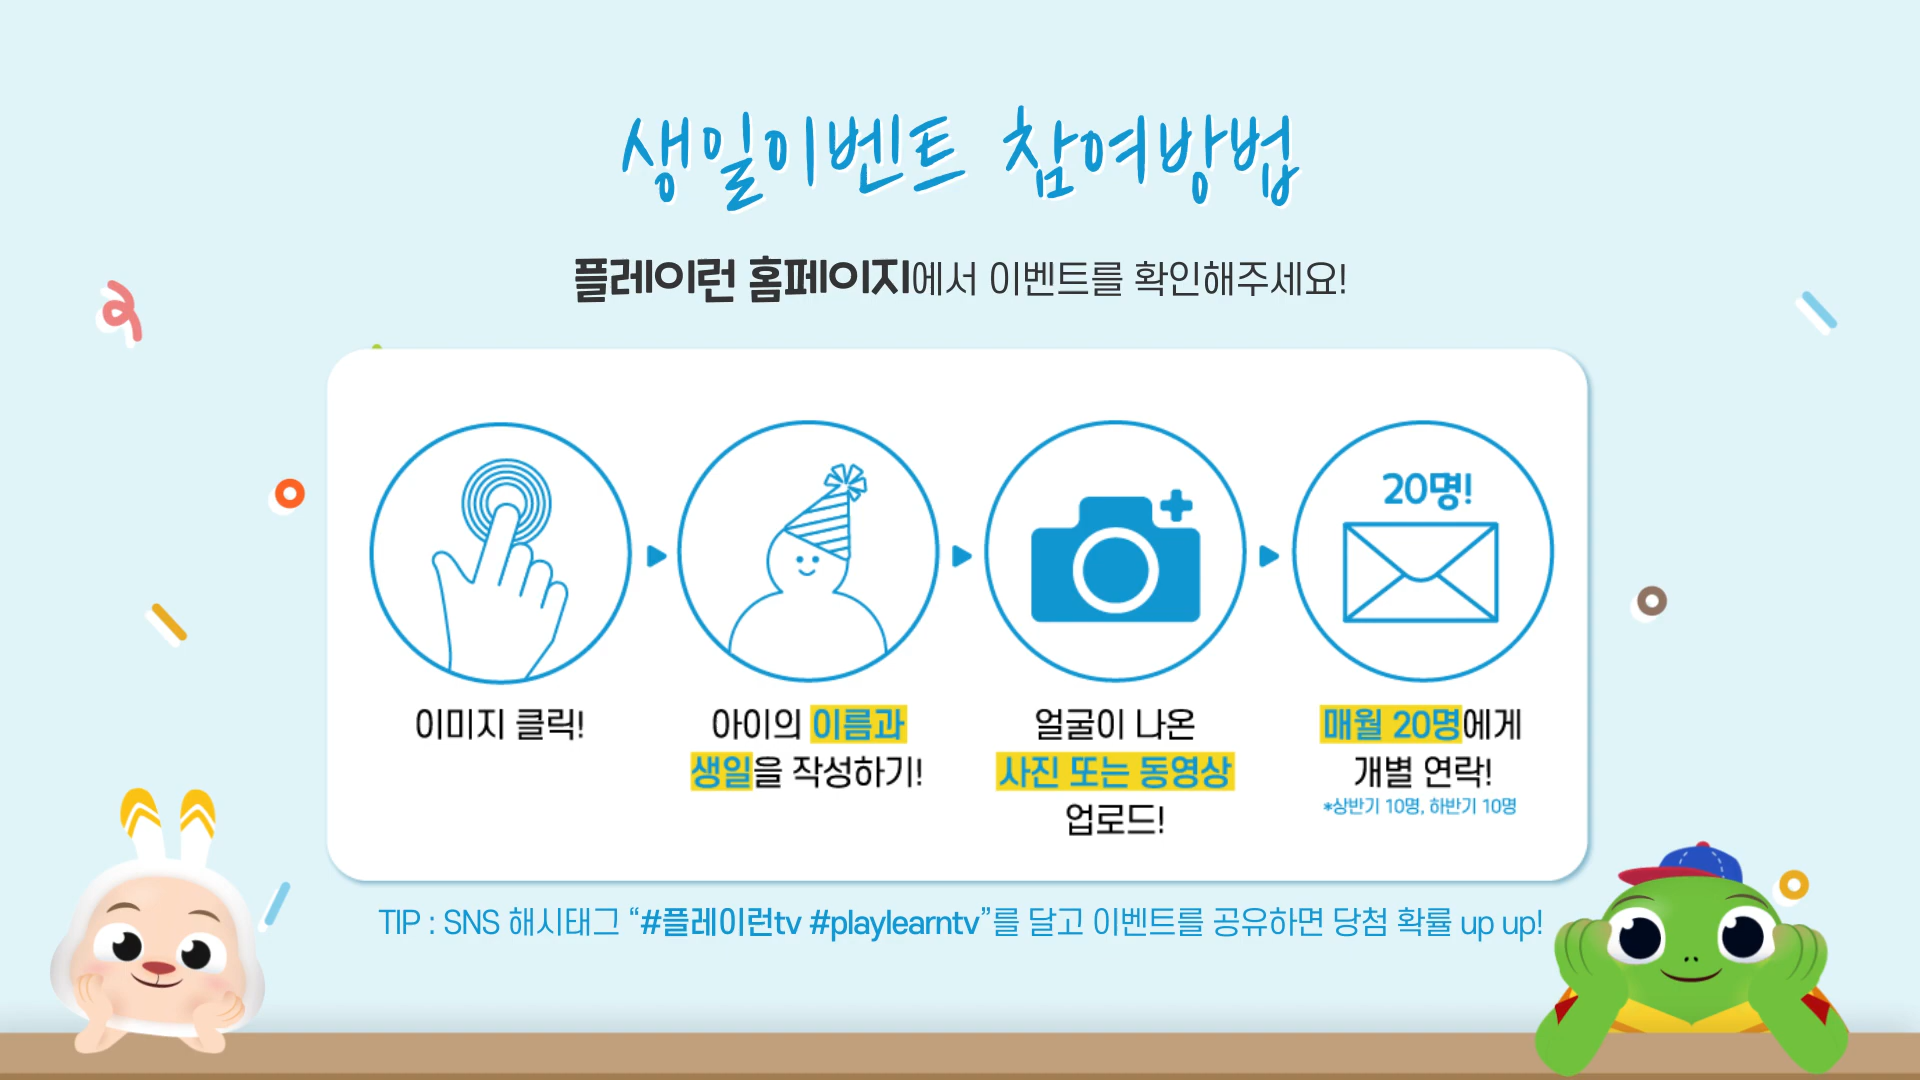 생일이벤트 참여방법
플레이런 홈페이지에서 이벤트를 확인해주세요!
이미지 클릭!
아이의 이름과
생일을 작성하기!
얼굴이 나온
사진 또는 동영상
업로드!
20명!
매월 20명에게
개별 연락!
*상반기 10명, 하반기 10명
TIP : SNS 해시태그 “#플레이런tv #playlearntv”를 달고 이벤트를 공유하면 당첨 확률 up up!